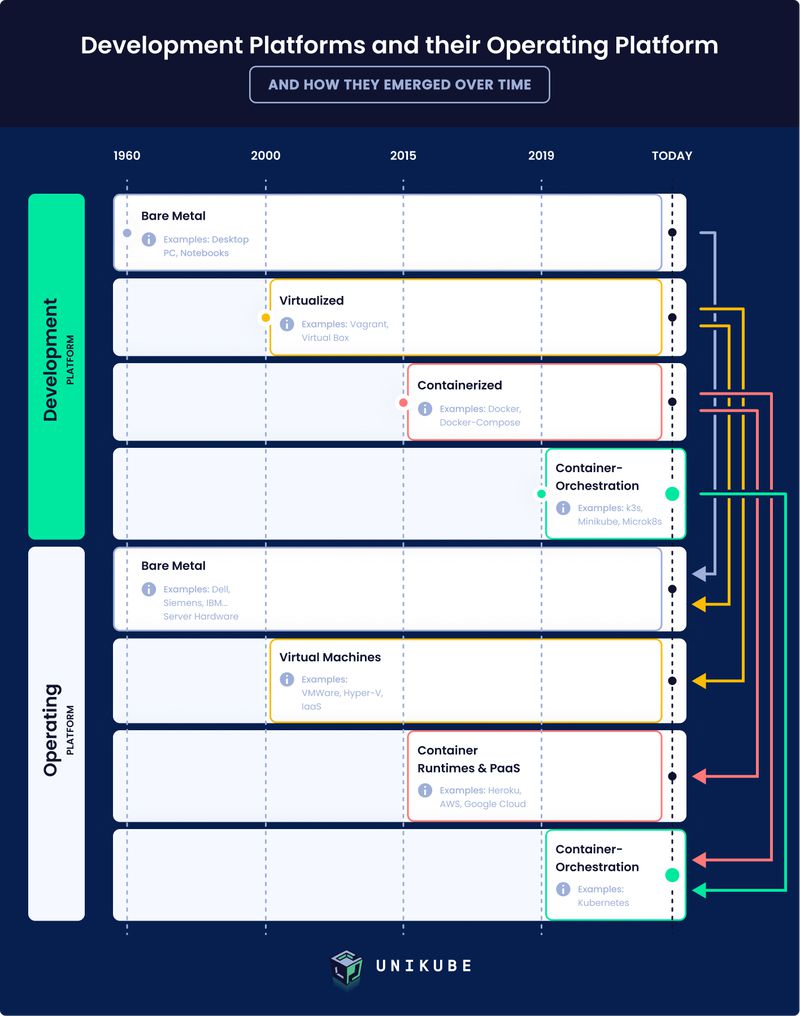 Development Platforms and their Operating Platform
AND HOW THEY EMERGED OVER TIME
1960
2000
2015
2019
TODAY
Development
PLATFORM
Bare Metal
Examples: Desktop
PC, Notebooks
Virtualized
Examples: Vagrant,
Virtual Box
Containerized
Examples: Docker,
Docker-Compose
Container-
Orchestration
Examples: k3s,
Minikube, Microk8s
Operating
PLATFORM
Bare Metal
Examples: Dell,
Siemens, IBM...
Server Hardware
Virtual Machines
Examples:
VMWare, Hyper-V,
IaaS
Container
Runtimes & PaaS
Examples: Heroku,
AWS, Google Cloud
Container-
Orchestration
Examples:
Kubernetes
UNIKUBE